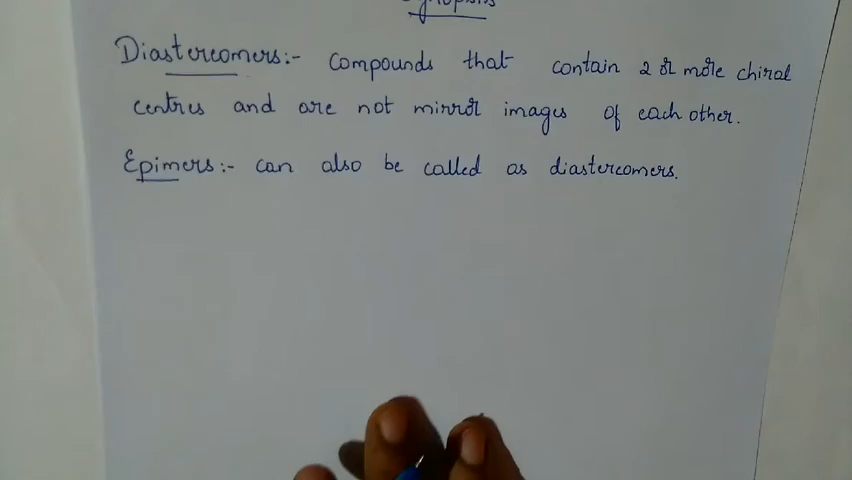 Synopsis
Diastereomers:- compounds that contain 2 or more chiral
centres and are not mirror images of each other.
Epimers:- can also be called as diastereomers.